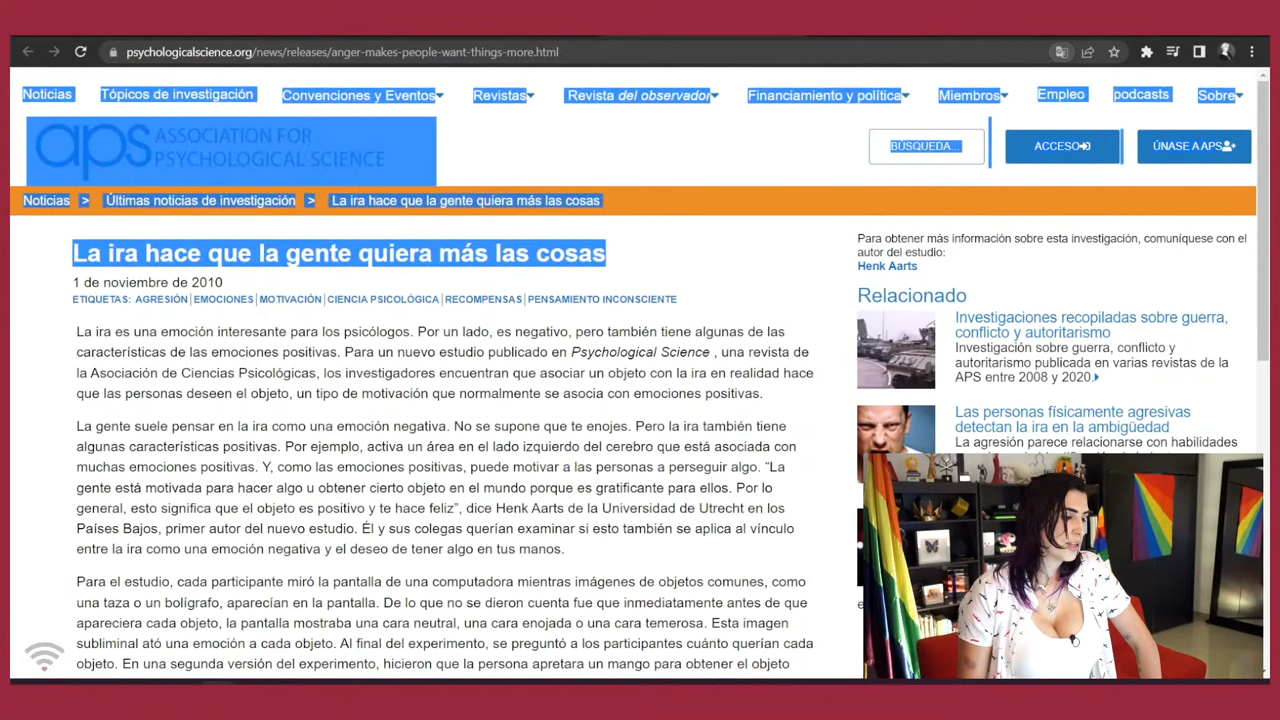 psychologicalscience.org/news/releases/anger-makes-people-want-things-more.html
Noticias Tópicos de investigación Convenciones y Eventos Revistas Revista del observador Financiamiento y política Miembros Empleo podcasts Sobre
aps ASSOCIATION FOR
PSYCHOLOGICAL SCIENCE
BÚSQUEDA... ACCESO ÚNASE A APS
Noticias > Últimas noticias de investigación > La ira hace que la gente quiera más las cosas
La ira hace que la gente quiera más las cosas
1 de noviembre de 2010
ETIQUETAS: AGRESIÓN | EMOCIONES | MOTIVACIÓN | CIENCIA PSICOLÓGICA | RECOMPENSAS | PENSAMIENTO INCONSCIENTE
La ira es una emoción interesante para los psicólogos. Por un lado, es negativo, pero también tiene algunas de las
características de las emociones positivas. Para un nuevo estudio publicado en Psychological Science , una revista de
la Asociación de Ciencias Psicológicas, los investigadores encuentran que asociar un objeto con la ira en realidad hace
que las personas deseen el objeto, un tipo de motivación que normalmente se asocia con emociones positivas.
La gente suele pensar en la ira como una emoción negativa. No se supone que te enojes. Pero la ira también tiene
algunas características positivas. Por ejemplo, activa un área en el lado izquierdo del cerebro que está asociada con
muchas emociones positivas. Y, como las emociones positivas, puede motivar a las personas a perseguir algo. “La
gente está motivada para hacer algo u obtener cierto objeto en el mundo porque es gratificante para ellos. Por lo
general, esto significa que el objeto es positivo y te hace feliz”, dice Henk Aarts de la Universidad de Utrecht en los
Países Bajos, primer autor del nuevo estudio. Él y sus colegas querían examinar si esto también se aplica al vínculo
entre la ira como una emoción negativa y el deseo de tener algo en tus manos.
Para el estudio, cada participante miró la pantalla de una computadora mientras imágenes de objetos comunes, como
una taza o un bolígrafo, aparecían en la pantalla. De lo que no se dieron cuenta fue que inmediatamente antes de que
apareciera cada objeto, la pantalla mostraba una cara neutral, una cara enojada o una cara temerosa. Esta imagen
subliminal ató una emoción a cada objeto. Al final del experimento, se preguntó a los participantes cuánto querían cada
objeto. En una segunda versión del experimento, hicieron que la persona apretara un mango para obtener el objeto
Para obtener más información sobre esta investigación, comuníquese con el
autor del estudio:
Henk Aarts
Relacionado
Investigaciones recopiladas sobre guerra,
conflicto y autoritarismo
Investigación sobre guerra, conflicto y
autoritarismo publicada en varias revistas de la
APS entre 2008 y 2020.
Las personas físicamente agresivas
detectan la ira en la ambigüedad
La agresión parece relacionarse con habilidades